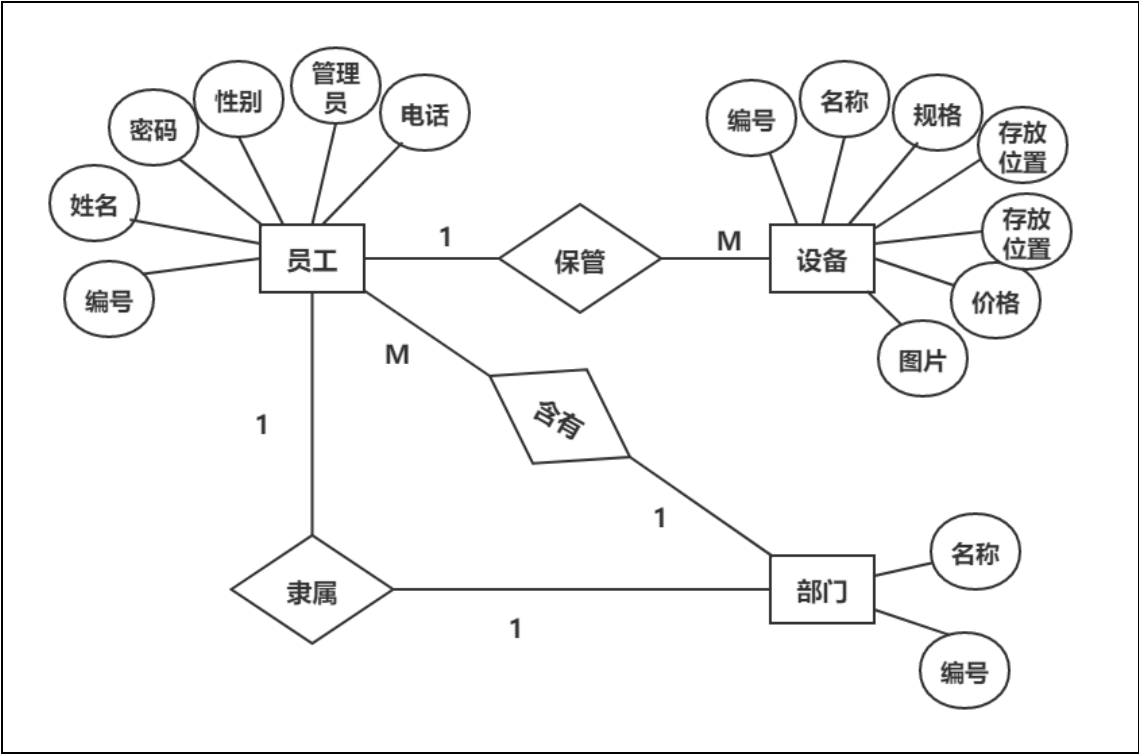 管理
员
性别
电话
密码
姓名
编号
员工
1
保管
M
名称
编号
规格
存放
位置
设备
存放
位置
价格
图片
M
含有
1
1
隶属
1
部门
名称
编号